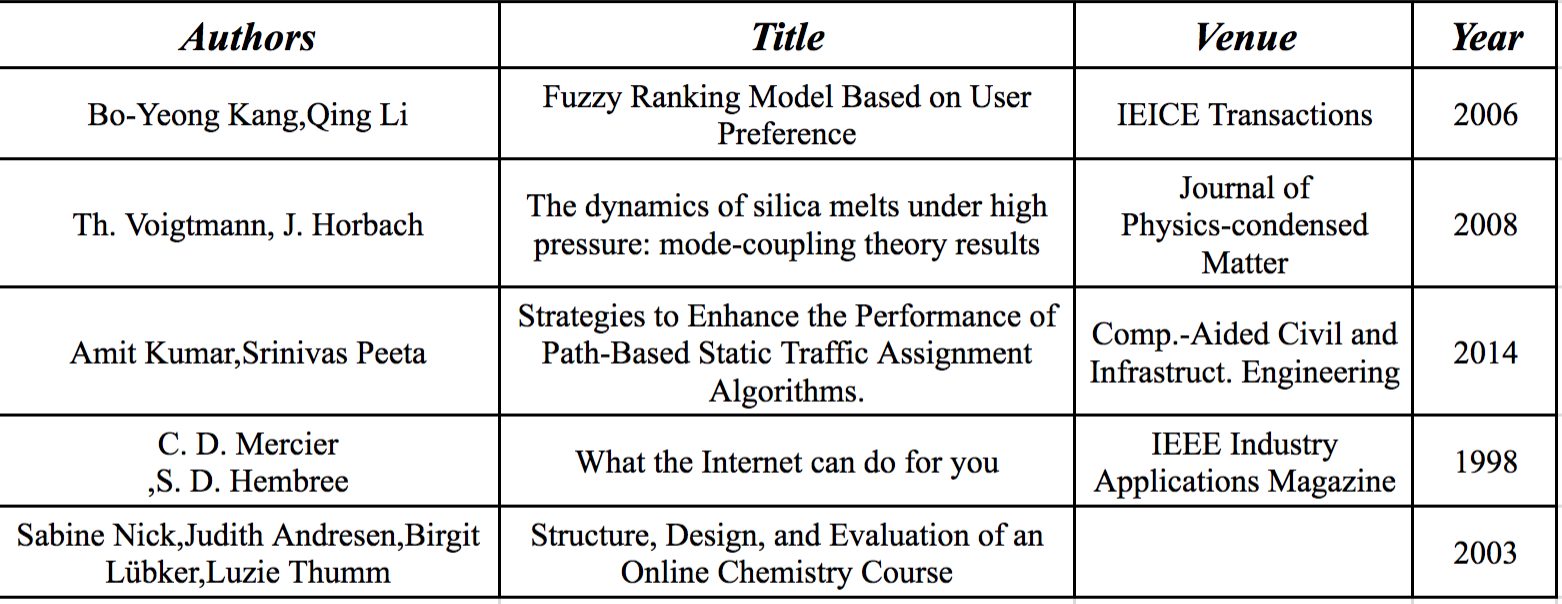 Authors Title Venue Year
Bo-Yeong Kang,Qing Li
Fuzzy Ranking Model Based on User
Preference
IEICE Transactions
2006
Th. Voigtmann, J. Horbach
The dynamics of silica melts under high
pressure: mode-coupling theory results
Journal of
Physics-condensed
Matter
2008
Amit Kumar,Srinivas Peeta
Strategies to Enhance the Performance of
Path-Based Static Traffic Assignment
Algorithms.
Comp.-Aided Civil and
Infrastruct. Engineering
2014
C. D. Mercier
,S. D. Hembree
What the Internet can do for you
IEEE Industry
Applications Magazine
1998
Sabine Nick,Judith Andresen,Birgit
Lübker,Luzie Thumm
Structure, Design, and Evaluation of an
Online Chemistry Course
2003